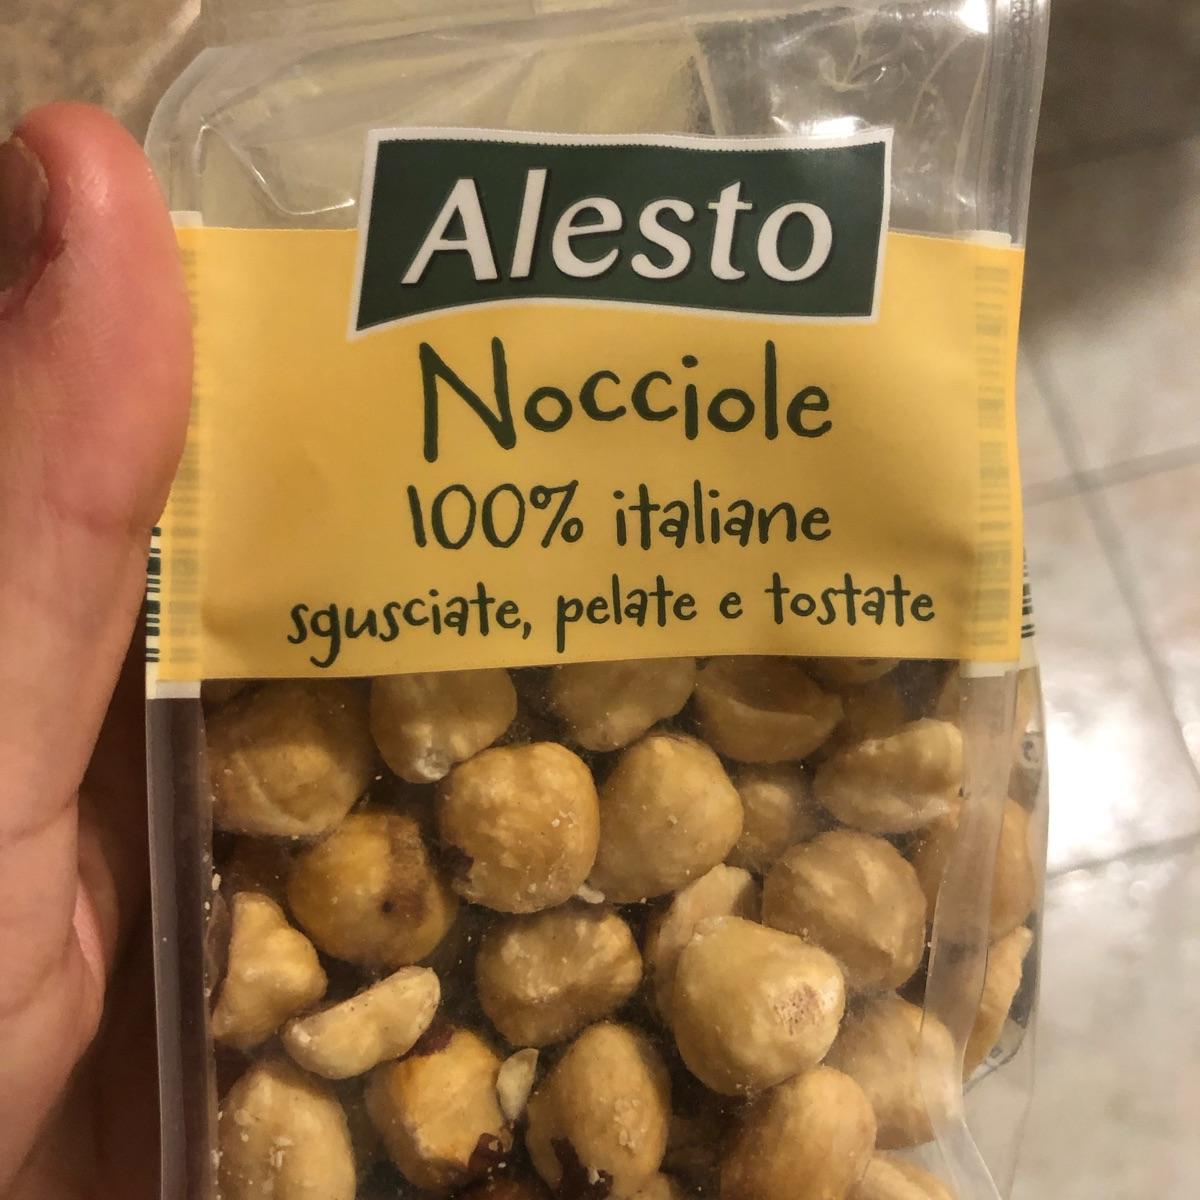 Alesto
Nocciole
100% italiane
sgusciate, pelate e tostate